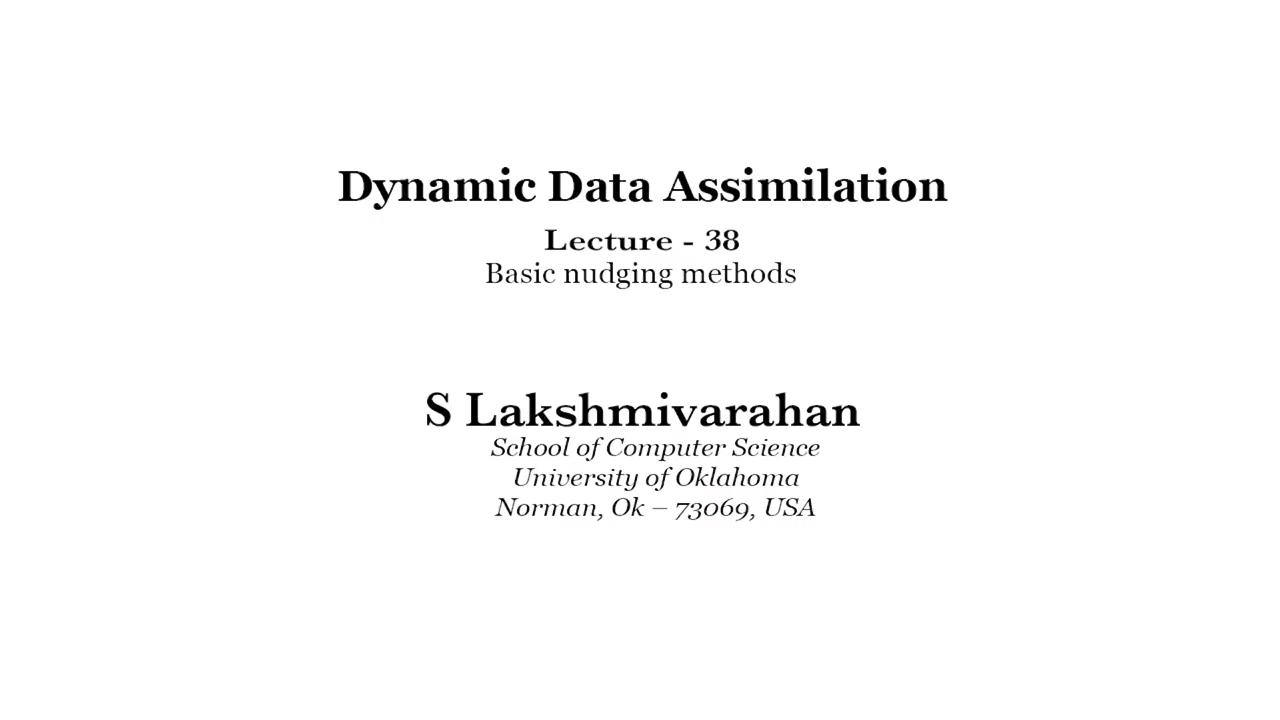 Dynamic Data Assimilation
Lecture - 38
Basic nudging methods
S Lakshmivarahan
School of Computer Science
University of Oklahoma
Norman, Ok – 73069, USA